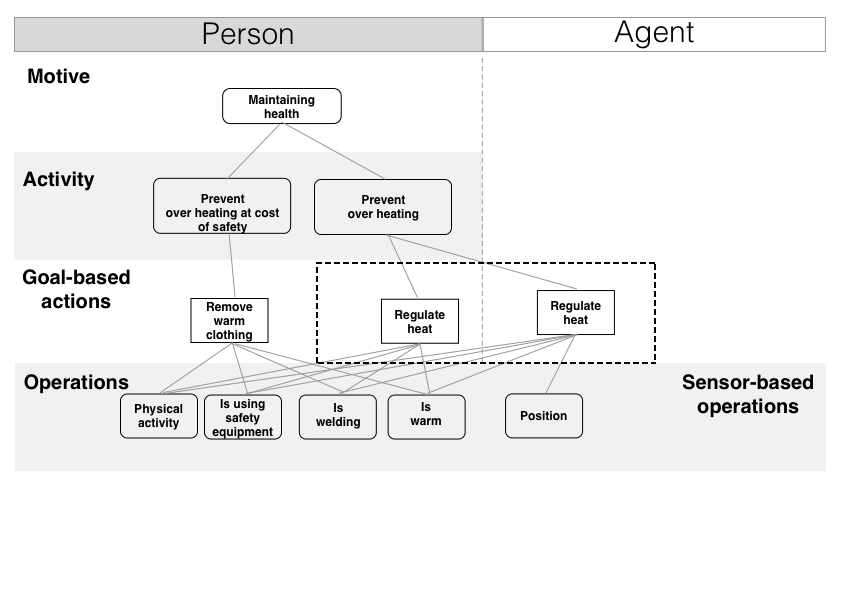 Person
Agent
Motive
Maintaining
health
Activity
Prevent
over heating at cost
of safety
Prevent
over heating
Goal-based
actions
Remove
warm
clothing
Regulate
heat
Regulate
heat
Operations
Sensor-based
operations
Physical
activity
Is using
safety
equipment
Is
welding
Is
warm
Position